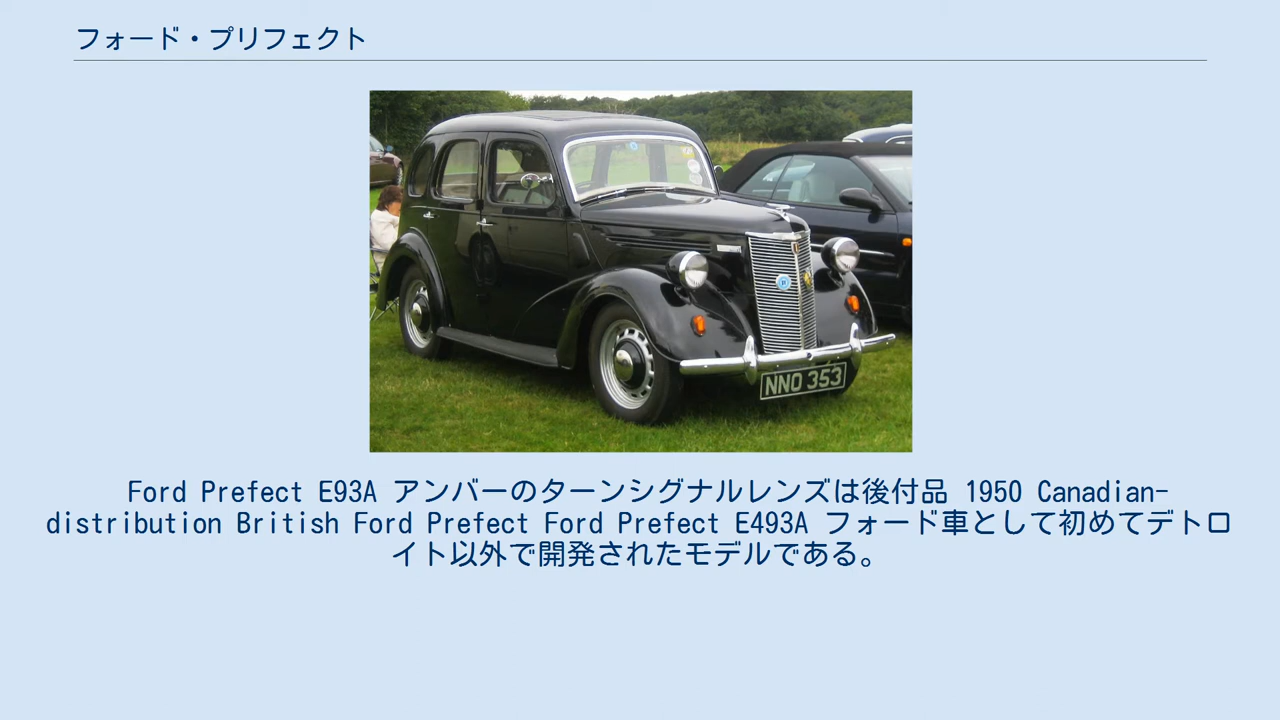 フォード・プリフェクト
NNO 353
Ford Prefect E93A アンバーのターンシグナルレンズは後付品 1950 Canadian-
distribution British Ford Prefect Ford Prefect E493A フォード車として初めてデトロ
イト以外で開発されたモデルである。